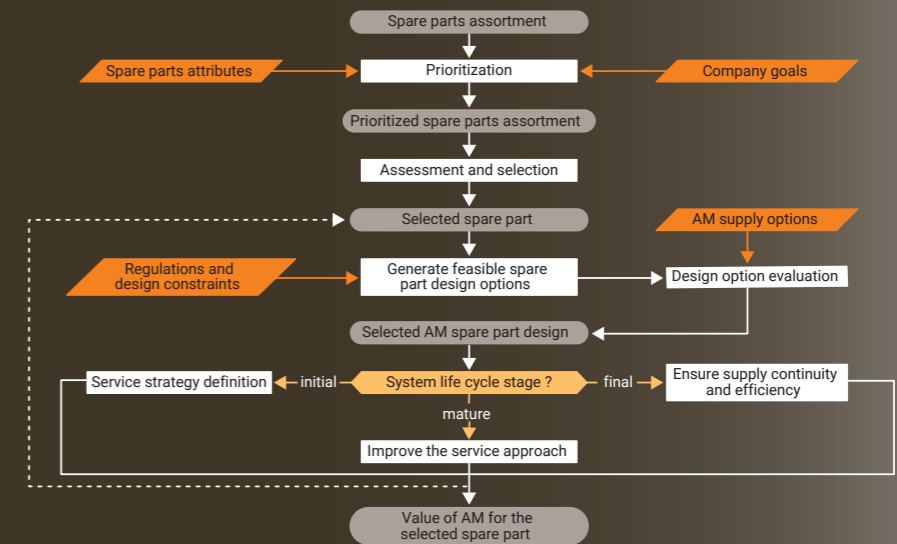 Spare parts assortment
Spare parts attributes
Prioritization
Company goals
Prioritized spare parts assortment
Assessment and selection
Selected spare part
AM supply options
Regulations and
design constraints
Generate feasible spare
part design options
Design option evaluation
Selected AM spare part design
Service strategy definition
initial
System life cycle stage ?
final
Ensure supply continuity
and efficiency
mature
Improve the service approach
Value of AM for the
selected spare part